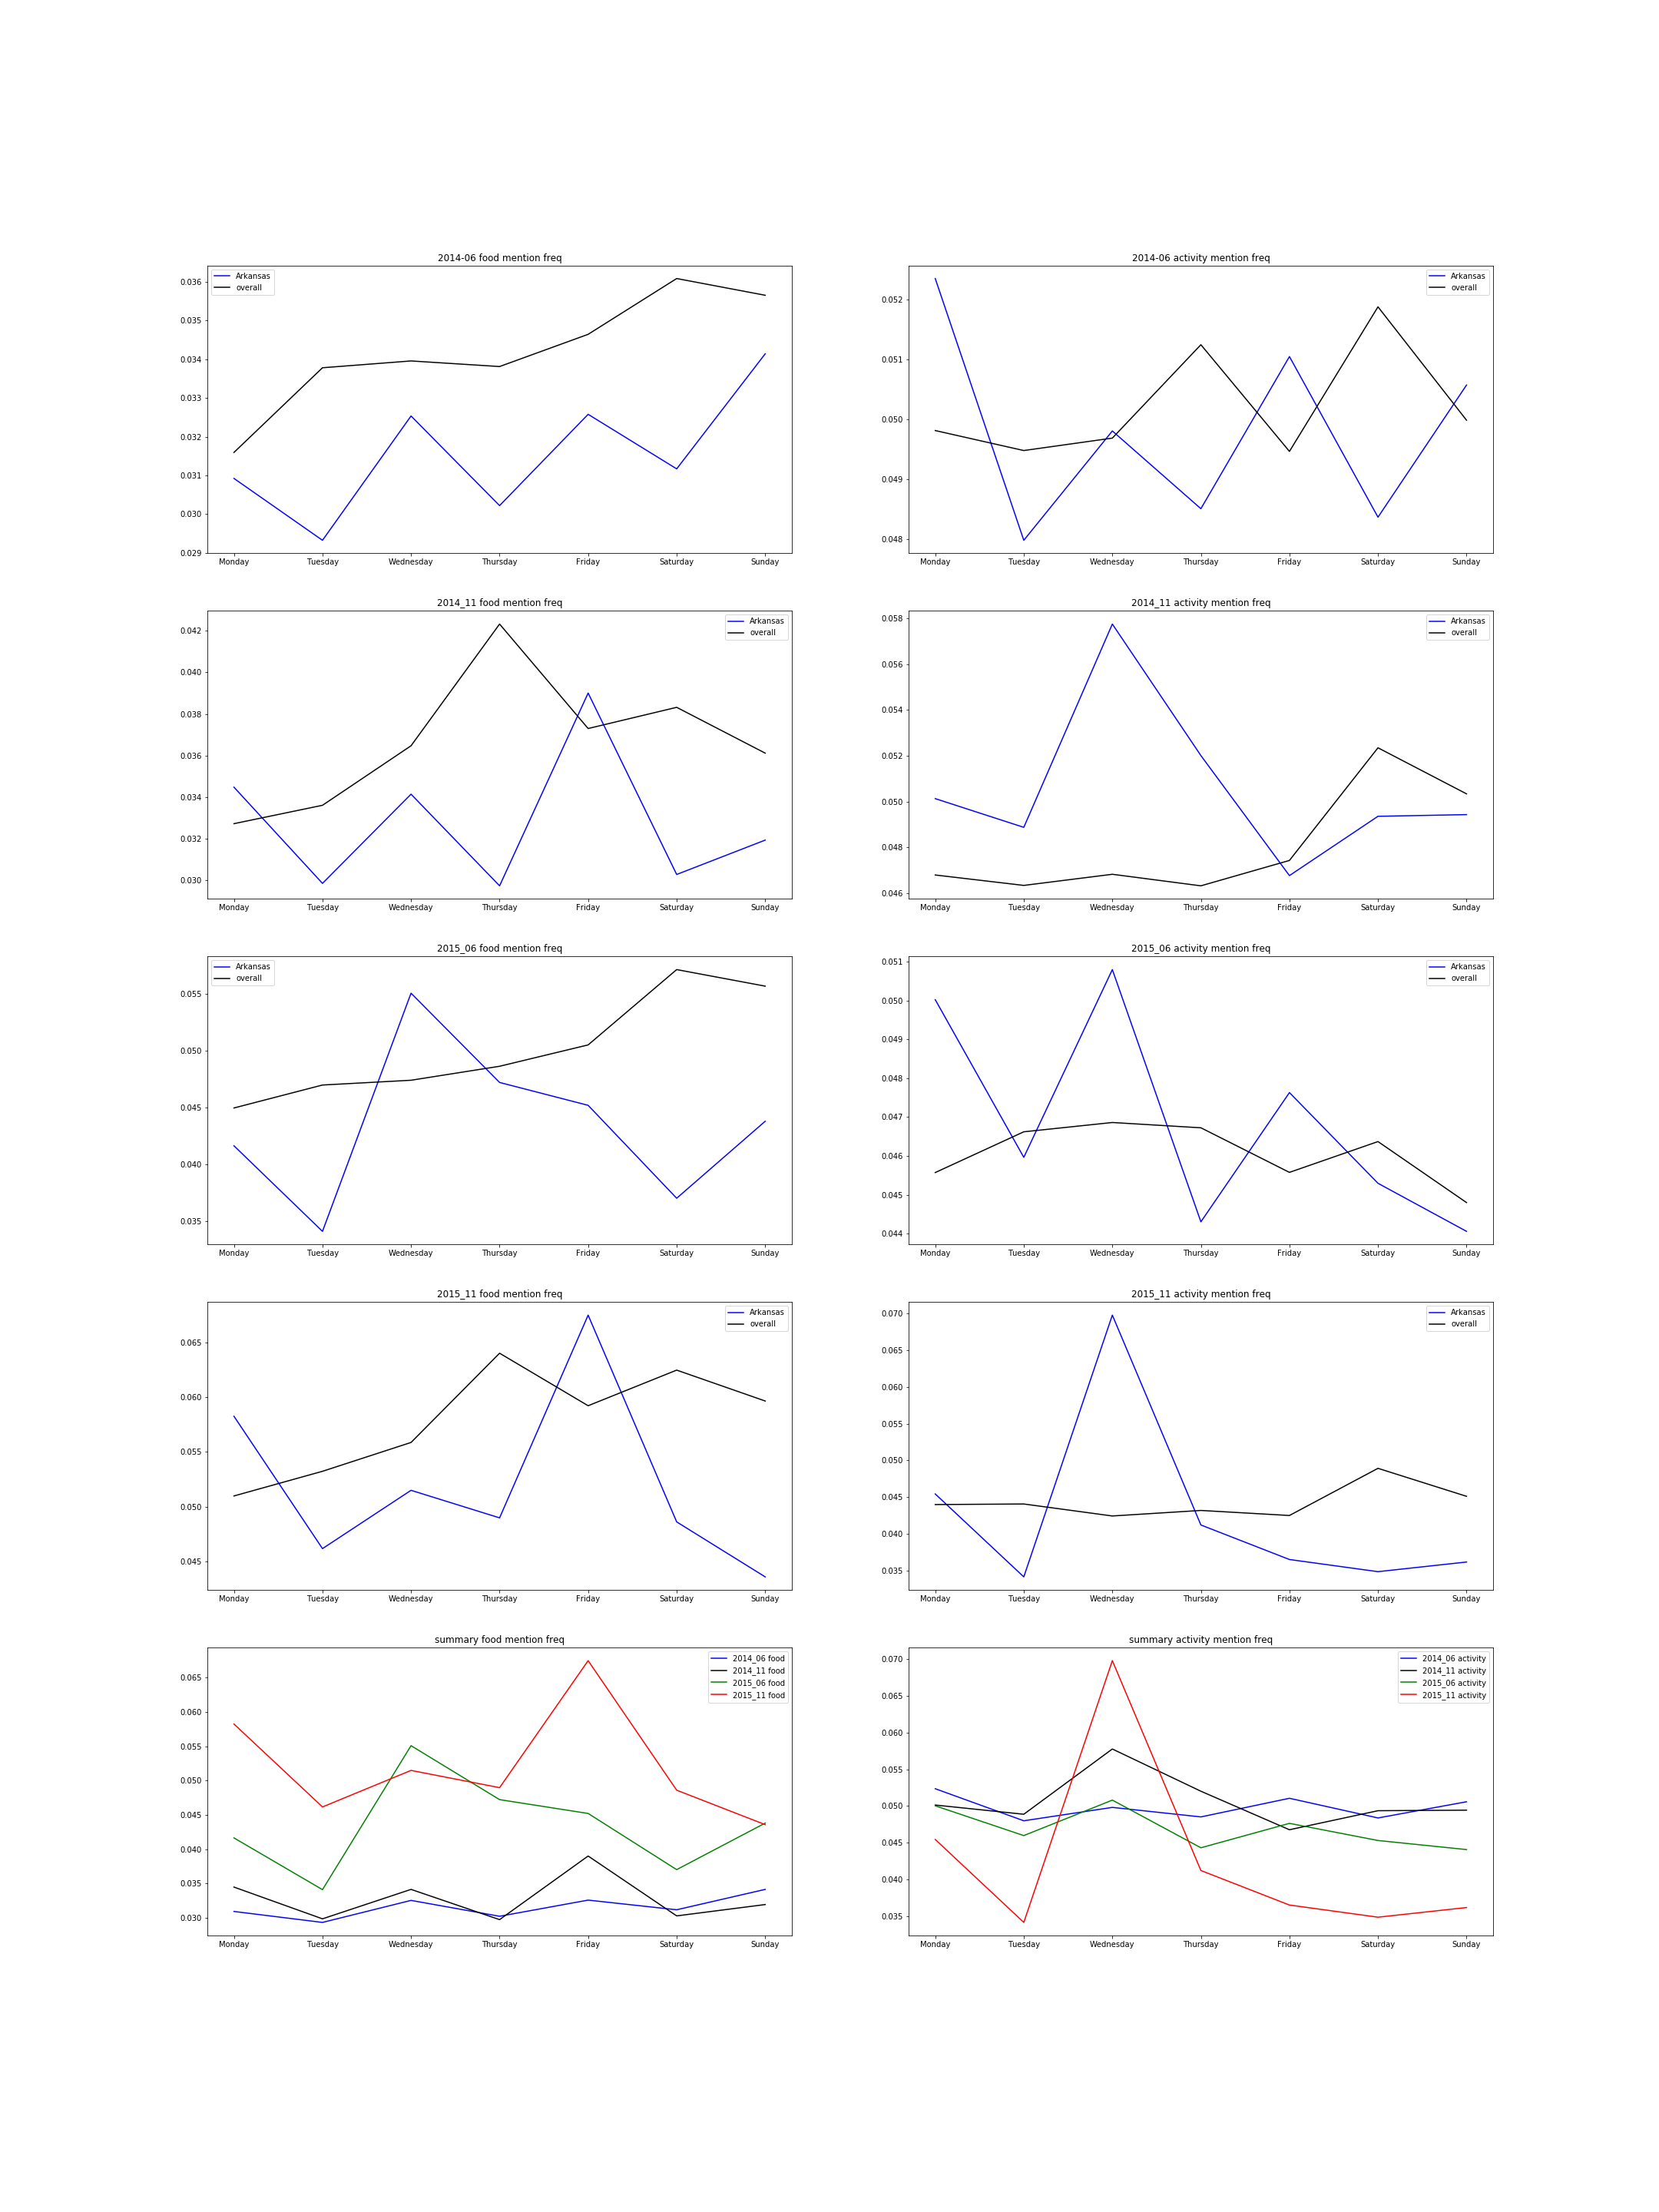 2014-06 food mention freq
Arkansas
overall
0.036
0.035
0.034
0.033
0.032
0.031
0.030
0.029
Monday Tuesday Wednesday Thursday Friday Saturday Sunday
2014-06 activity mention freq
Arkansas
overall
0.052
0.051
0.050
0.049
0.048
Monday Tuesday Wednesday Thursday Friday Saturday Sunday
2014_11 food mention freq
Arkansas
overall
0.042
0.040
0.038
0.036
0.034
0.032
0.030
Monday Tuesday Wednesday Thursday Friday Saturday Sunday
2014_11 activity mention freq
Arkansas
overall
0.058
0.056
0.054
0.052
0.050
0.048
0.046
Monday Tuesday Wednesday Thursday Friday Saturday Sunday
2015_06 food mention freq
Arkansas
overall
0.055
0.050
0.045
0.040
0.035
Monday Tuesday Wednesday Thursday Friday Saturday Sunday
2015_06 activity mention freq
Arkansas
overall
0.051
0.050
0.049
0.048
0.047
0.046
0.045
0.044
Monday Tuesday Wednesday Thursday Friday Saturday Sunday
2015_11 food mention freq
Arkansas
overall
0.065
0.060
0.055
0.050
0.045
Monday Tuesday Wednesday Thursday Friday Saturday Sunday
2015_11 activity mention freq
Arkansas
overall
0.070
0.065
0.060
0.055
0.050
0.045
0.040
0.035
Monday Tuesday Wednesday Thursday Friday Saturday Sunday
summary food mention freq
2014_06 food
2014_11 food
2015_06 food
2015_11 food
0.065
0.060
0.055
0.050
0.045
0.040
0.035
0.030
Monday Tuesday Wednesday Thursday Friday Saturday Sunday
summary activity mention freq
2014_06 activity
2014_11 activity
2015_06 activity
2015_11 activity
0.070
0.065
0.060
0.055
0.050
0.045
0.040
0.035
Monday Tuesday Wednesday Thursday Friday Saturday Sunday